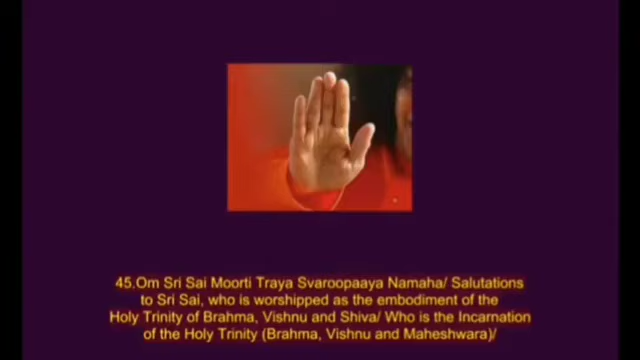 45.Om Sri Sai Moorti Traya Svaroopaaya Namaha/ Salutations
to Sri Sai, who is worshipped as the embodiment of the
Holy Trinity of Brahma, Vishnu and Shiva/ Who is the Incarnation
of the Holy Trinity (Brahma, Vishnu and Maheshwara)/